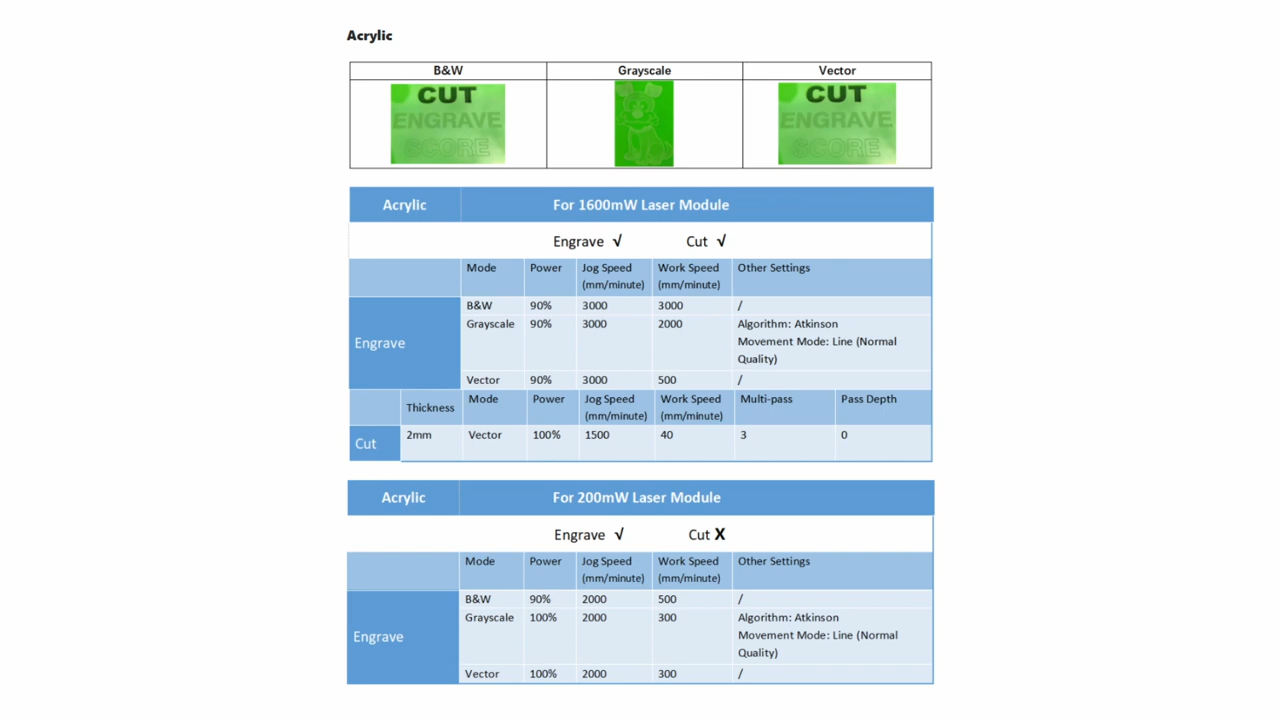 Acrylic
B&W Grayscale Vector
CUT CUT
ENGRAVE ENGRAVE
SCORE SCORE
Acrylic For 1600mW Laser Module
Engrave √ Cut √
Mode Power Jog Speed (mm/minute) Work Speed (mm/minute) Other Settings
Engrave
B&W 90% 3000 3000 /
Grayscale 90% 3000 2000 Algorithm: Atkinson
Movement Mode: Line (Normal
Quality)
Vector 90% 3000 500 /
Thickness Mode Power Jog Speed (mm/minute) Work Speed (mm/minute) Multi-pass Pass Depth
Cut 2mm Vector 100% 1500 40 3 0
Acrylic For 200mW Laser Module
Engrave √ Cut X
Mode Power Jog Speed (mm/minute) Work Speed (mm/minute) Other Settings
Engrave
B&W 90% 2000 500 /
Grayscale 100% 2000 300 Algorithm: Atkinson
Movement Mode: Line (Normal
Quality)
Vector 100% 2000 300 /